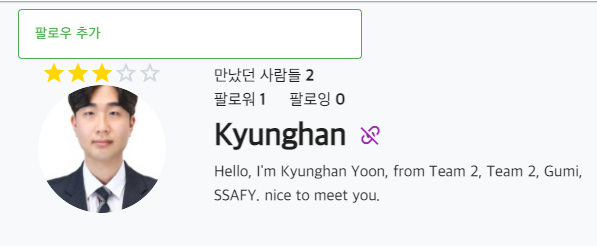 팔로우 추가
만났던 사람들 2
팔로워 1 팔로잉 0
Kyunghan
Hello, I'm Kyunghan Yoon, from Team 2, Team 2, Gumi,
SSAFY. nice to meet you.